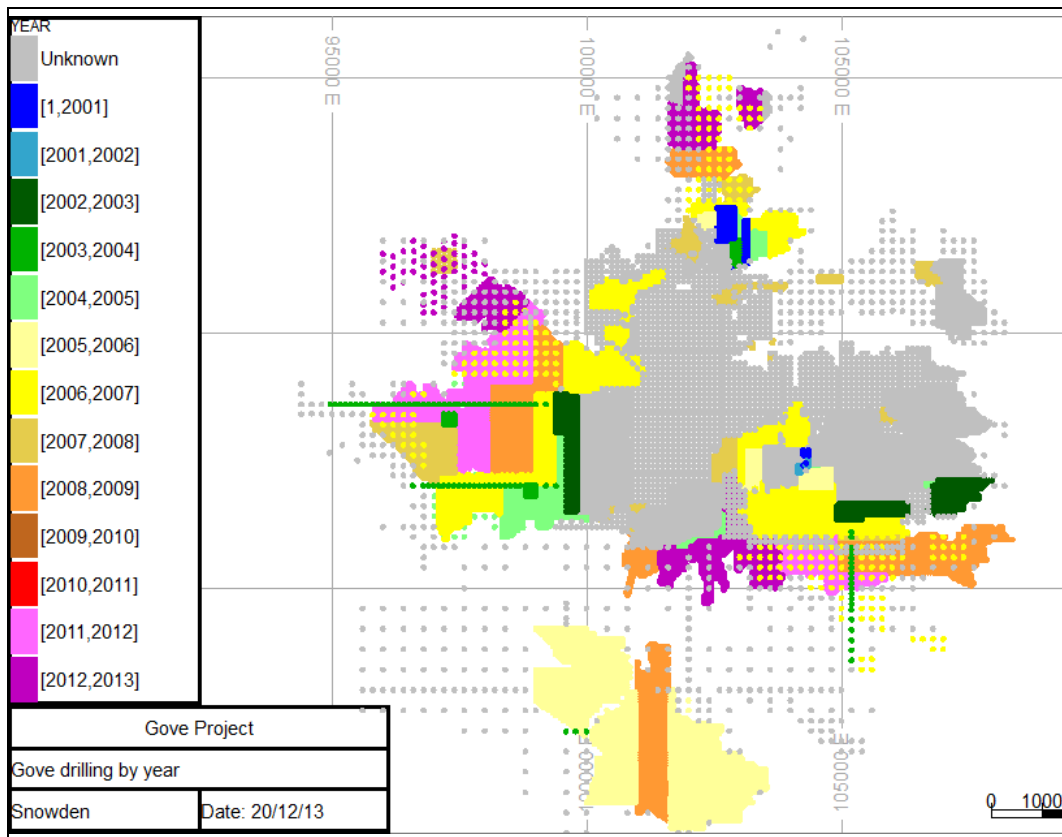 YEAR
Unknown
[1,2001]
[2001,2002]
[2002,2003]
[2003,2004]
[2004,2005]
[2005,2006]
[2006,2007]
[2007,2008]
[2008,2009]
[2009,2010]
[2010,2011]
[2011,2012]
[2012,2013]
Gove Project
Gove drilling by year
Snowden
Date: 20/12/13
95000 E
100000 E
105000 E
100000 E
105000 E
0 1000